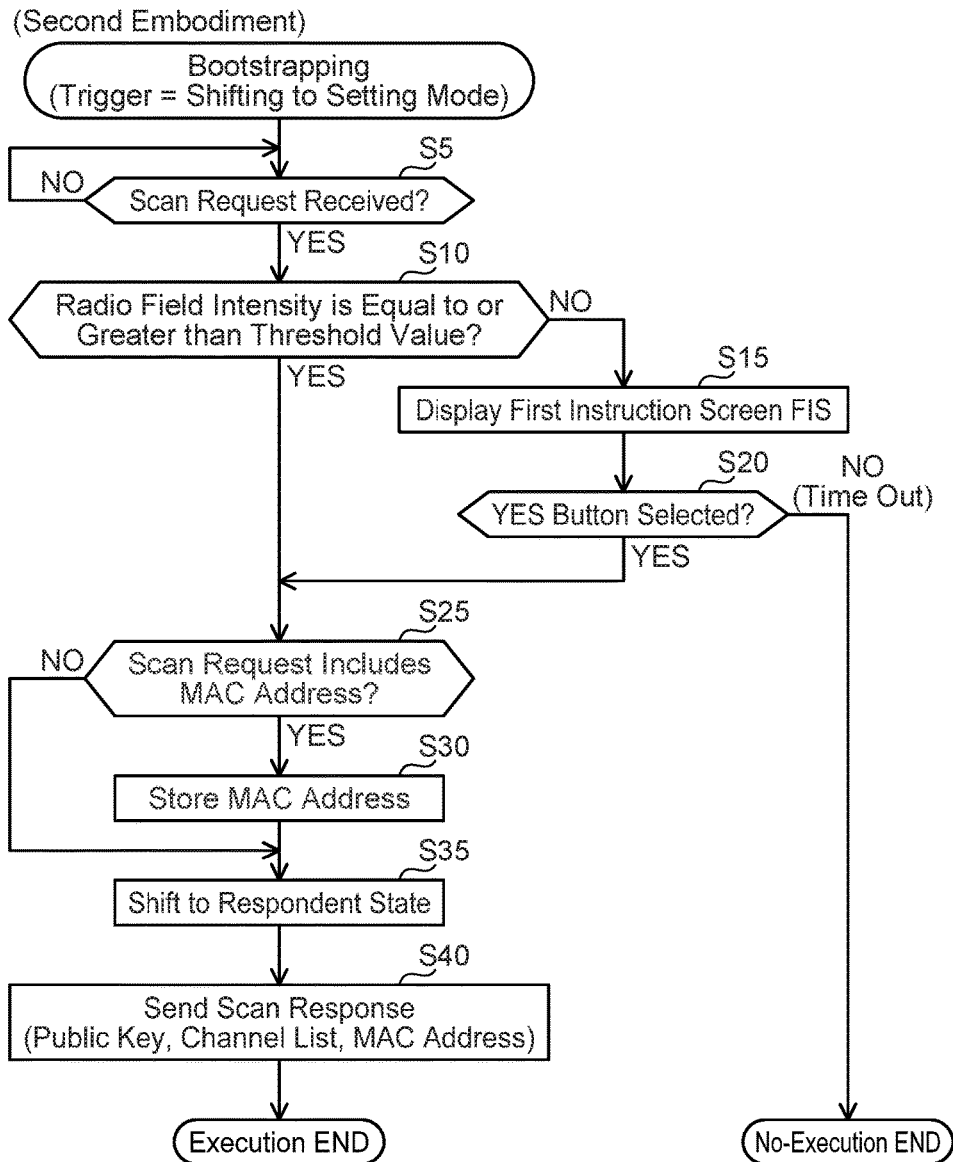 (Second Embodiment)
Bootstrapping
(Trigger = Shifting to Setting Mode)
S5
NO
Scan Request Received?
YES
S10
Radio Field Intensity is Equal to or
Greater than Threshold Value?
NO
YES
S15
Display First Instruction Screen FIS
S20
NO
(Time Out)
YES Button Selected?
YES
S25
NO
Scan Request Includes
MAC Address?
YES
S30
Store MAC Address
S35
Shift to Respondent State
S40
Send Scan Response
(Public Key, Channel List, MAC Address)
Execution END
No-Execution END